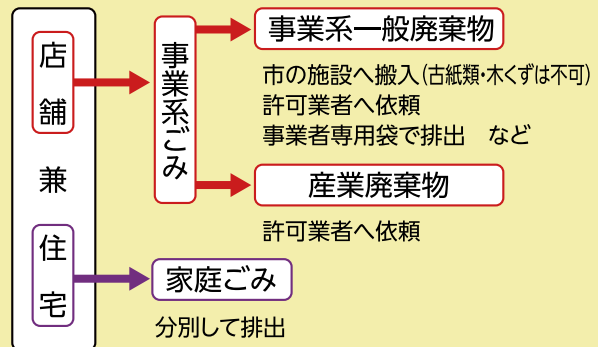 店舗兼住宅
事業系ごみ
事業系一般廃棄物
市の施設へ搬入（古紙類・木くずは不可）
許可業者へ依頼
事業者専用袋で排出　など
産業廃棄物
許可業者へ依頼
家庭ごみ
分別して排出